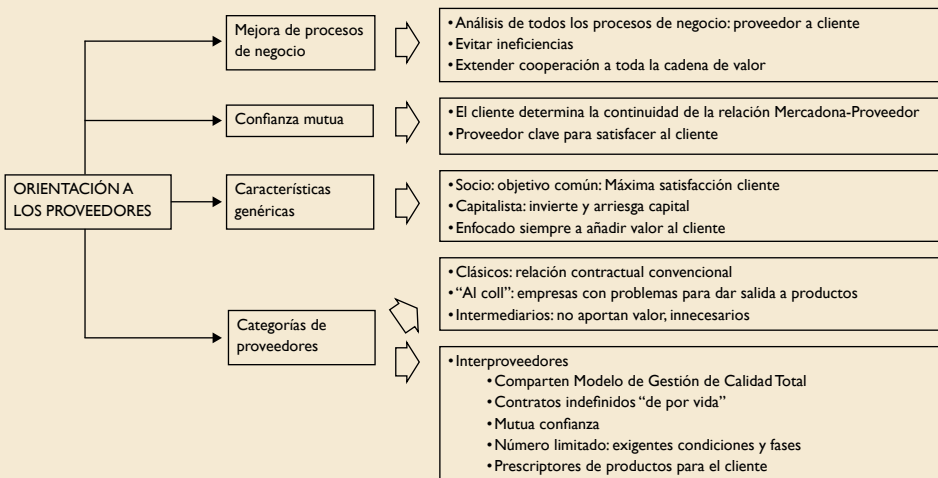 Mejora de procesos
de negocio
• Análisis de todos los procesos de negocio: proveedor a cliente
• Evitar ineficiencias
• Extender cooperación a toda la cadena de valor
Confianza mutua
• El cliente determina la continuidad de la relación Mercadona-Proveedor
• Proveedor clave para satisfacer al cliente
ORIENTACIÓN A
LOS PROVEEDORES
Características
genéricas
• Socio: objetivo común: Máxima satisfacción cliente
• Capitalista: invierte y arriesga capital
• Enfocado siempre a añadir valor al cliente
Categorías de
proveedores
• Clásicos: relación contractual convencional
• “Al coll”: empresas con problemas para dar salida a productos
• Intermediarios: no aportan valor, innecesarios
• Interproveedores
• Comparten Modelo de Gestión de Calidad Total
• Contratos indefinidos “de por vida”
• Mutua confianza
• Número limitado: exigentes condiciones y fases
• Prescriptores de productos para el cliente